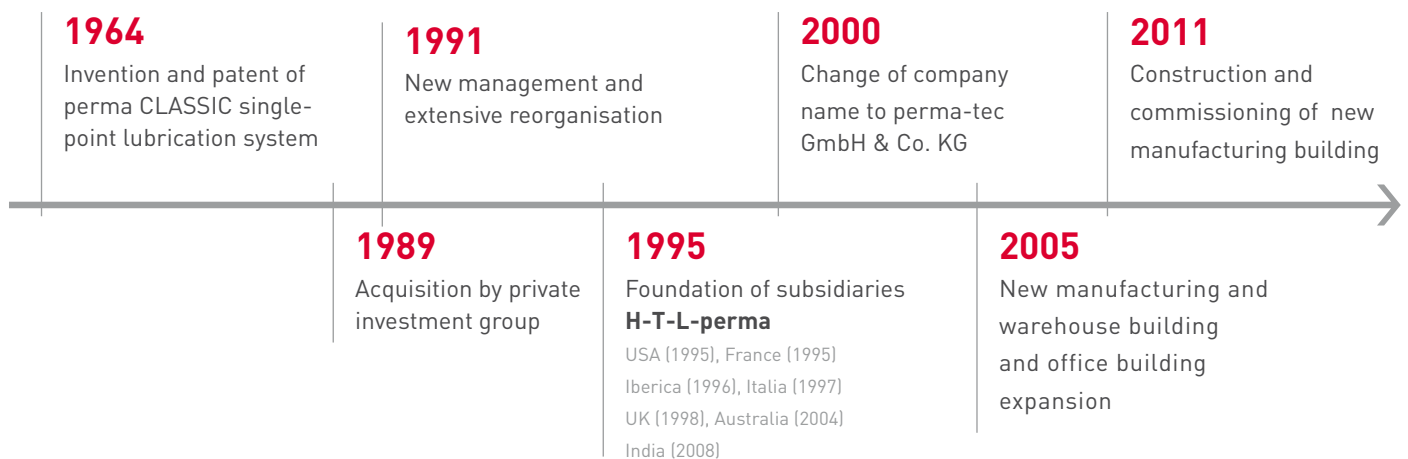 1964
Invention and patent of
perma CLASSIC single-
point lubrication system
1989
Acquisition by private
investment group
1991
New management and
extensive reorganisation
1995
Foundation of subsidiaries
H-T-L-perma
USA (1995), France (1995)
Iberica (1996), Italia (1997)
UK (1998), Australia (2004)
India (2008)
2000
Change of company
name to perma-tec
GmbH & Co. KG
2005
New manufacturing and
warehouse building
and office building
expansion
2011
Construction and
commissioning of new
manufacturing building